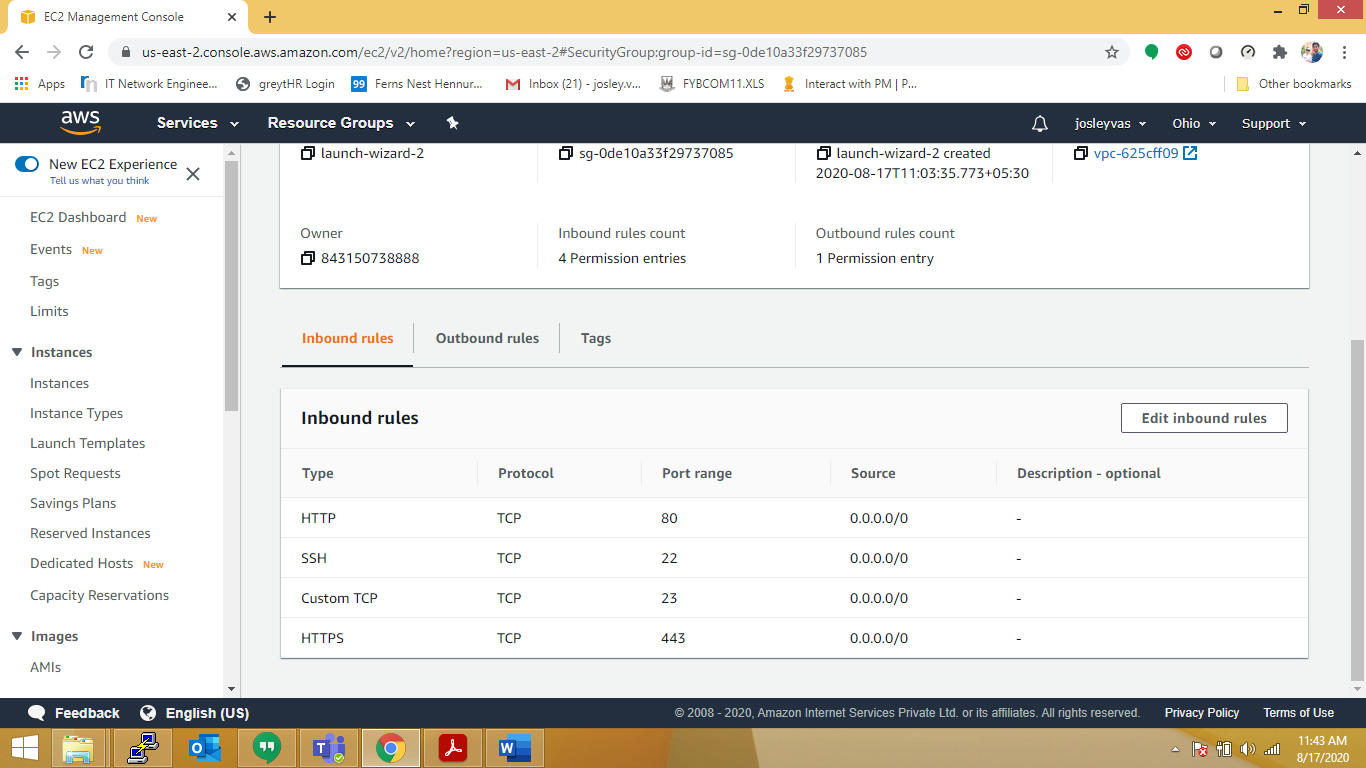 EC2 Management Console
us-east-2.console.aws.amazon.com/ec2/v2/home?region=us-east-2#SecurityGroup:group-id=sg-0de10a33f29737085
Apps IT Network Enginee... greytHR Login 99 Ferns Nest Hennur... Inbox (21) - josley.v... FYBCOM11.XLS Interact with PM | P... Other bookmarks
aws Services Resource Groups josleyvas Ohio Support
New EC2 Experience
Tell us what you think
EC2 Dashboard New
Events New
Tags
Limits
Instances
Instances
Instance Types
Launch Templates
Spot Requests
Savings Plans
Reserved Instances
Dedicated Hosts New
Capacity Reservations
Images
AMIs
launch-wizard-2 sg-0de10a33f29737085 launch-wizard-2 created vpc-625cff09
2020-08-17T11:03:35.773+05:30
Owner Inbound rules count Outbound rules count
843150738888 4 Permission entries 1 Permission entry
Inbound rules Outbound rules Tags
Inbound rules Edit inbound rules
Type Protocol Port range Source Description - optional
HTTP TCP 80 0.0.0.0/0 -
SSH TCP 22 0.0.0.0/0 -
Custom TCP TCP 23 0.0.0.0/0 -
HTTPS TCP 443 0.0.0.0/0 -
Feedback English (US) © 2008 - 2020, Amazon Internet Services Private Ltd. or its affiliates. All rights reserved. Privacy Policy Terms of Use
11:43 AM
8/17/2020